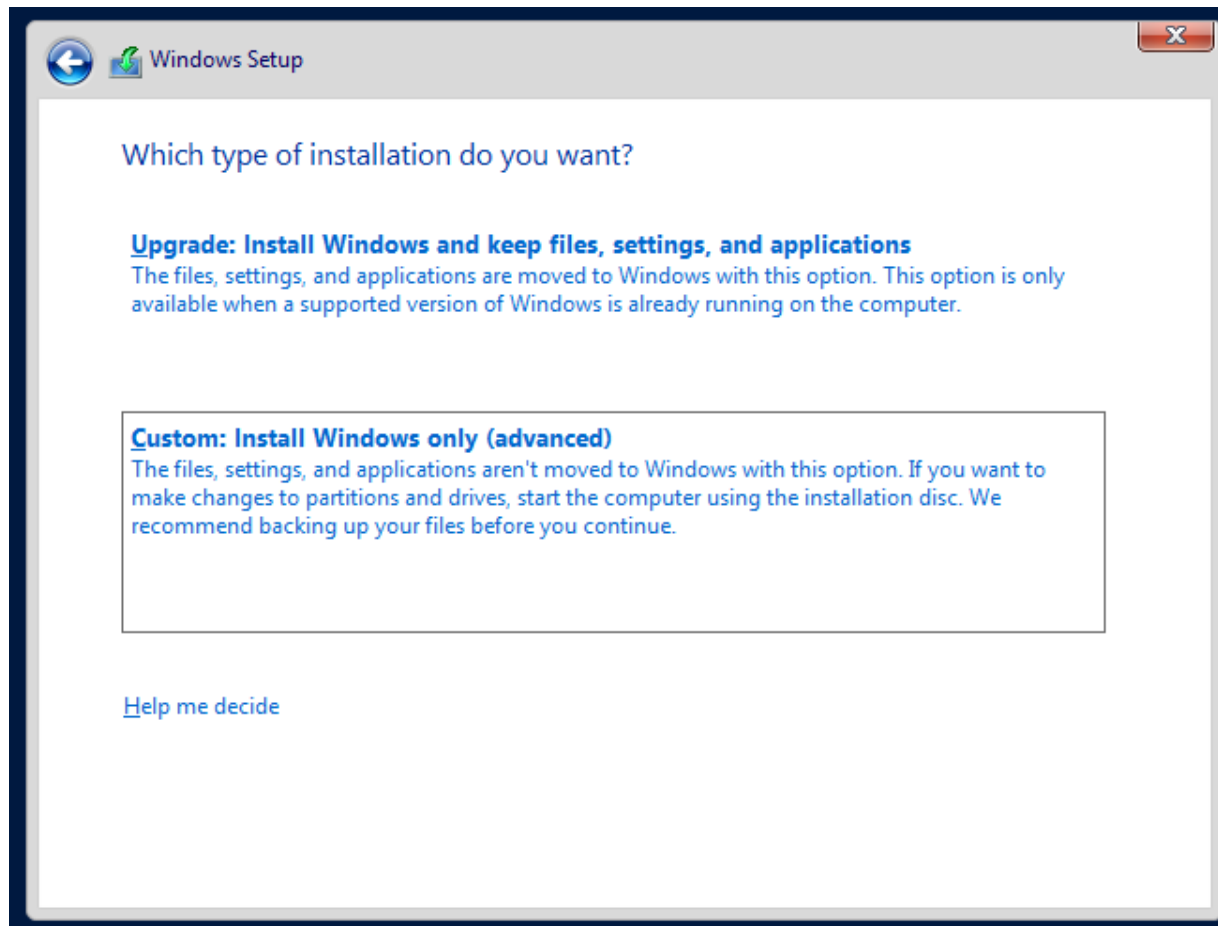 Windows Setup
Which type of installation do you want?
Upgrade: Install Windows and keep files, settings, and applications
The files, settings, and applications are moved to Windows with this option. This option is only
available when a supported version of Windows is already running on the computer.
Custom: Install Windows only (advanced)
The files, settings, and applications aren't moved to Windows with this option. If you want to
make changes to partitions and drives, start the computer using the installation disc. We
recommend backing up your files before you continue.
Help me decide